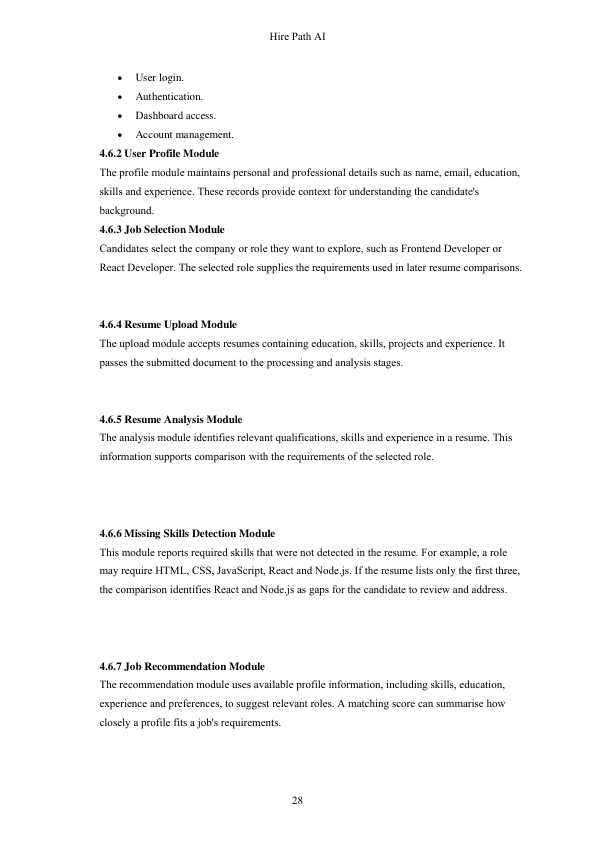 Hire Path AI
• User login.
• Authentication.
• Dashboard access.
• Account management.
4.6.2 User Profile Module
The profile module maintains personal and professional details such as name, email, education,
skills and experience. These records provide context for understanding the candidate's
background.
4.6.3 Job Selection Module
Candidates select the company or role they want to explore, such as Frontend Developer or
React Developer. The selected role supplies the requirements used in later resume comparisons.
4.6.4 Resume Upload Module
The upload module accepts resumes containing education, skills, projects and experience. It
passes the submitted document to the processing and analysis stages.
4.6.5 Resume Analysis Module
The analysis module identifies relevant qualifications, skills and experience in a resume. This
information supports comparison with the requirements of the selected role.
4.6.6 Missing Skills Detection Module
This module reports required skills that were not detected in the resume. For example, a role
may require HTML, CSS, JavaScript, React and Node.js. If the resume lists only the first three,
the comparison identifies React and Node.js as gaps for the candidate to review and address.
4.6.7 Job Recommendation Module
The recommendation module uses available profile information, including skills, education,
experience and preferences, to suggest relevant roles. A matching score can summarise how
closely a profile fits a job's requirements.
28